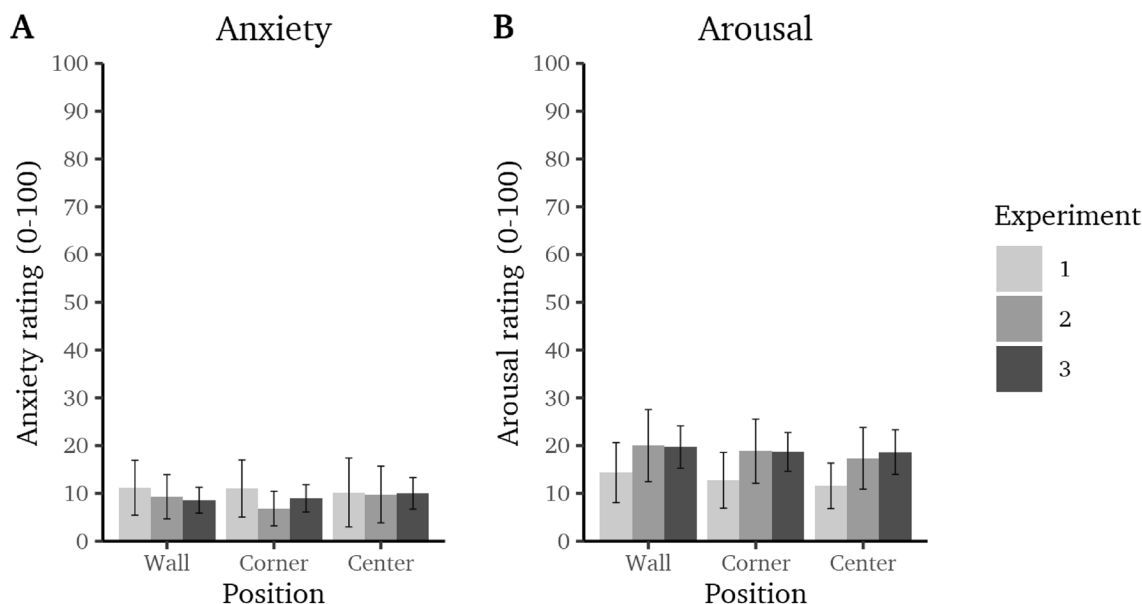 A Anxiety
100
90
80
70
60
50
40
30
20
10
0
Anxiety rating (0-100)
Wall Corner Center
Position
B Arousal
100
90
80
70
60
50
40
30
20
10
0
Arousal rating (0-100)
Wall Corner Center
Position
Experiment
1
2
3